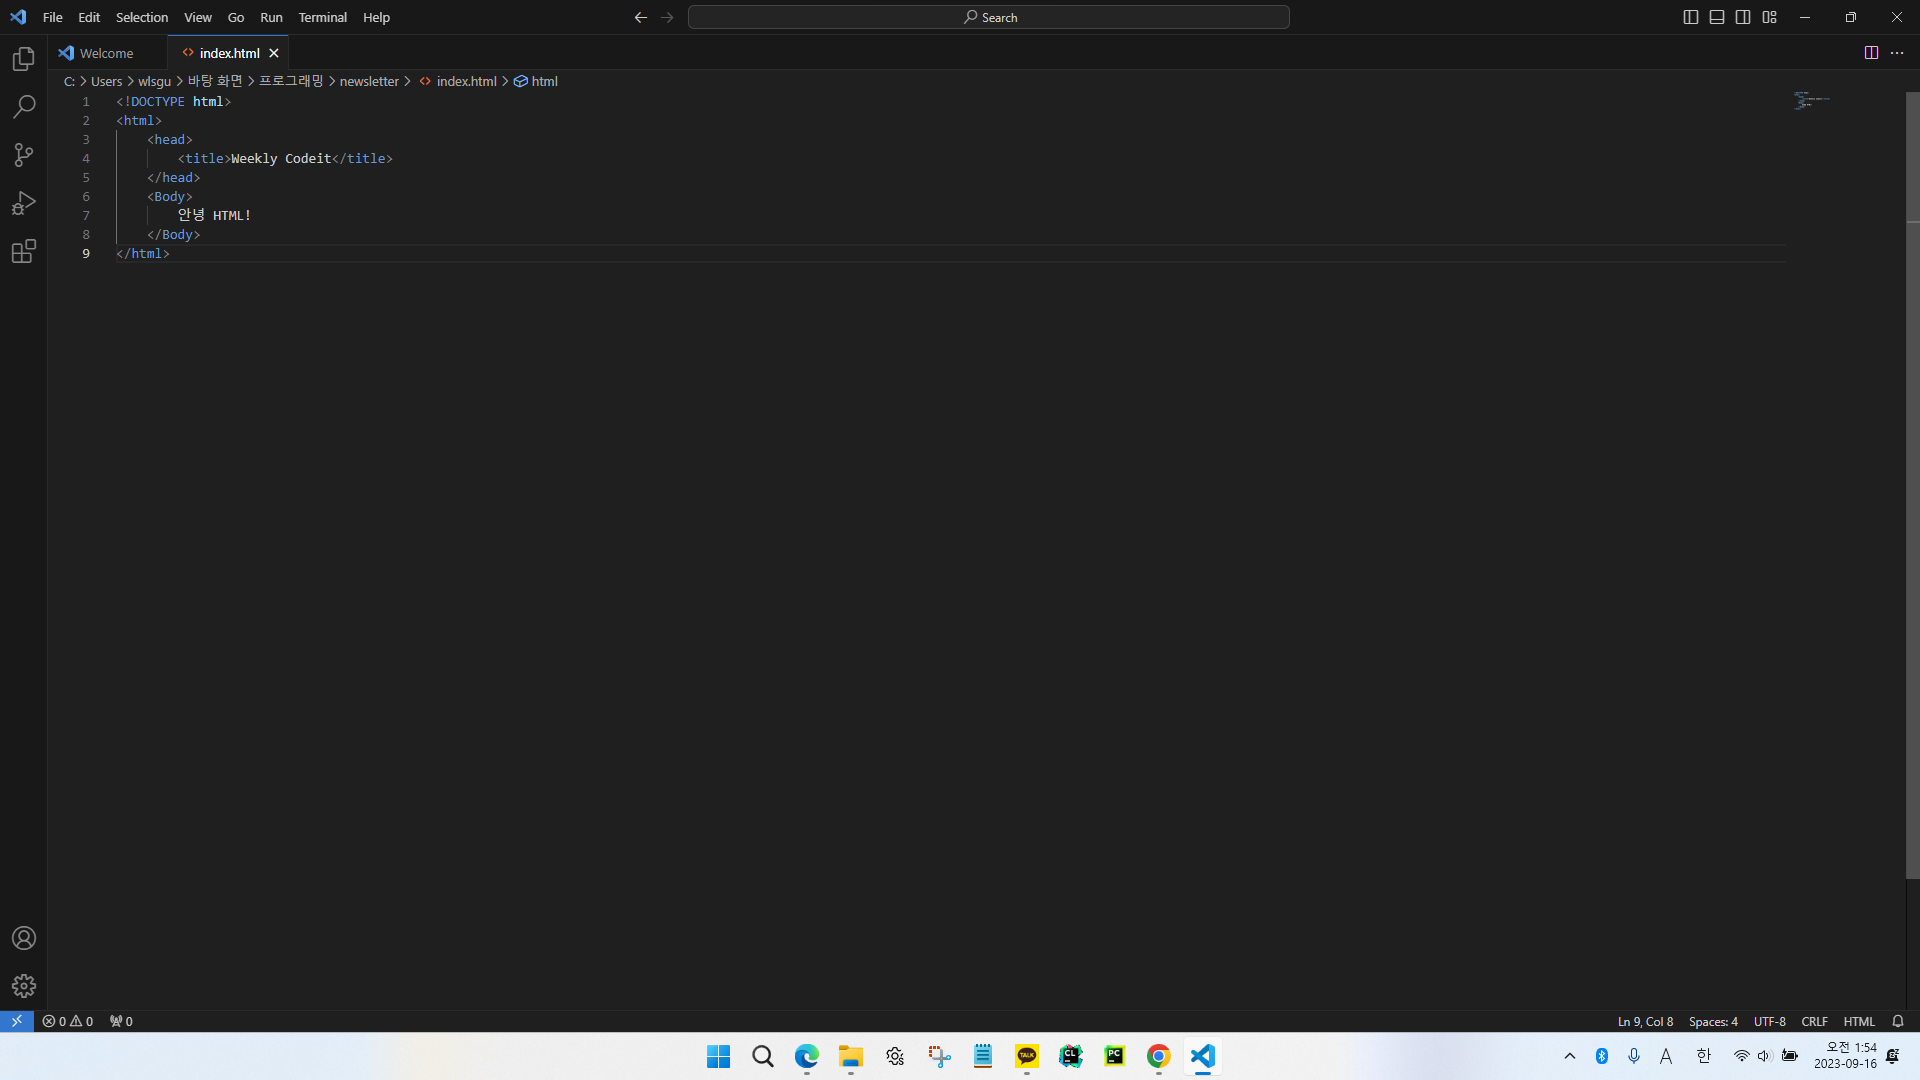 File Edit Selection View Go Run Terminal Help
Search
Welcome
index.html
C: > Users > wlsgu > 바탕 화면 > 프로그래밍 > newsletter > <> index.html > html
1 <!DOCTYPE html>
2 <html>
3 <head>
4 <title>Weekly Codeit</title>
5 </head>
6 <Body>
7 안녕 HTML!
8 </Body>
9 </html>
0 0 0
Ln 9, Col 8 Spaces: 4 UTF-8 CRLF HTML
TALK
CL
PC
A 한
오전 1:54
2023-09-16